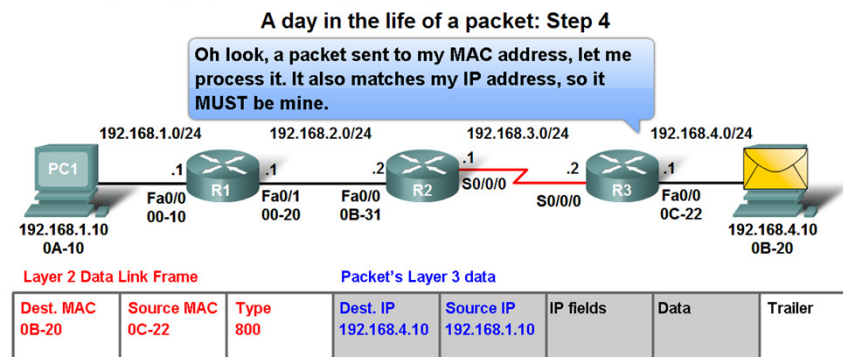 A day in the life of a packet: Step 4
Oh look, a packet sent to my MAC address, let me
process it. It also matches my IP address, so it
MUST be mine.
192.168.1.0/24
192.168.2.0/24
192.168.3.0/24
192.168.4.0/24
PC1
.1
R1
.1
.2
R2
.1
.2
R3
.1
Fa0/0
00-10
Fa0/1
00-20
Fa0/0
0B-31
S0/0/0
S0/0/0
Fa0/0
0C-22
192.168.1.10
0A-10
192.168.4.10
0B-20
Layer 2 Data Link Frame
Packet's Layer 3 data
Dest. MAC
0B-20
Source MAC
0C-22
Type
800
Dest. IP
192.168.4.10
Source IP
192.168.1.10
IP fields
Data
Trailer